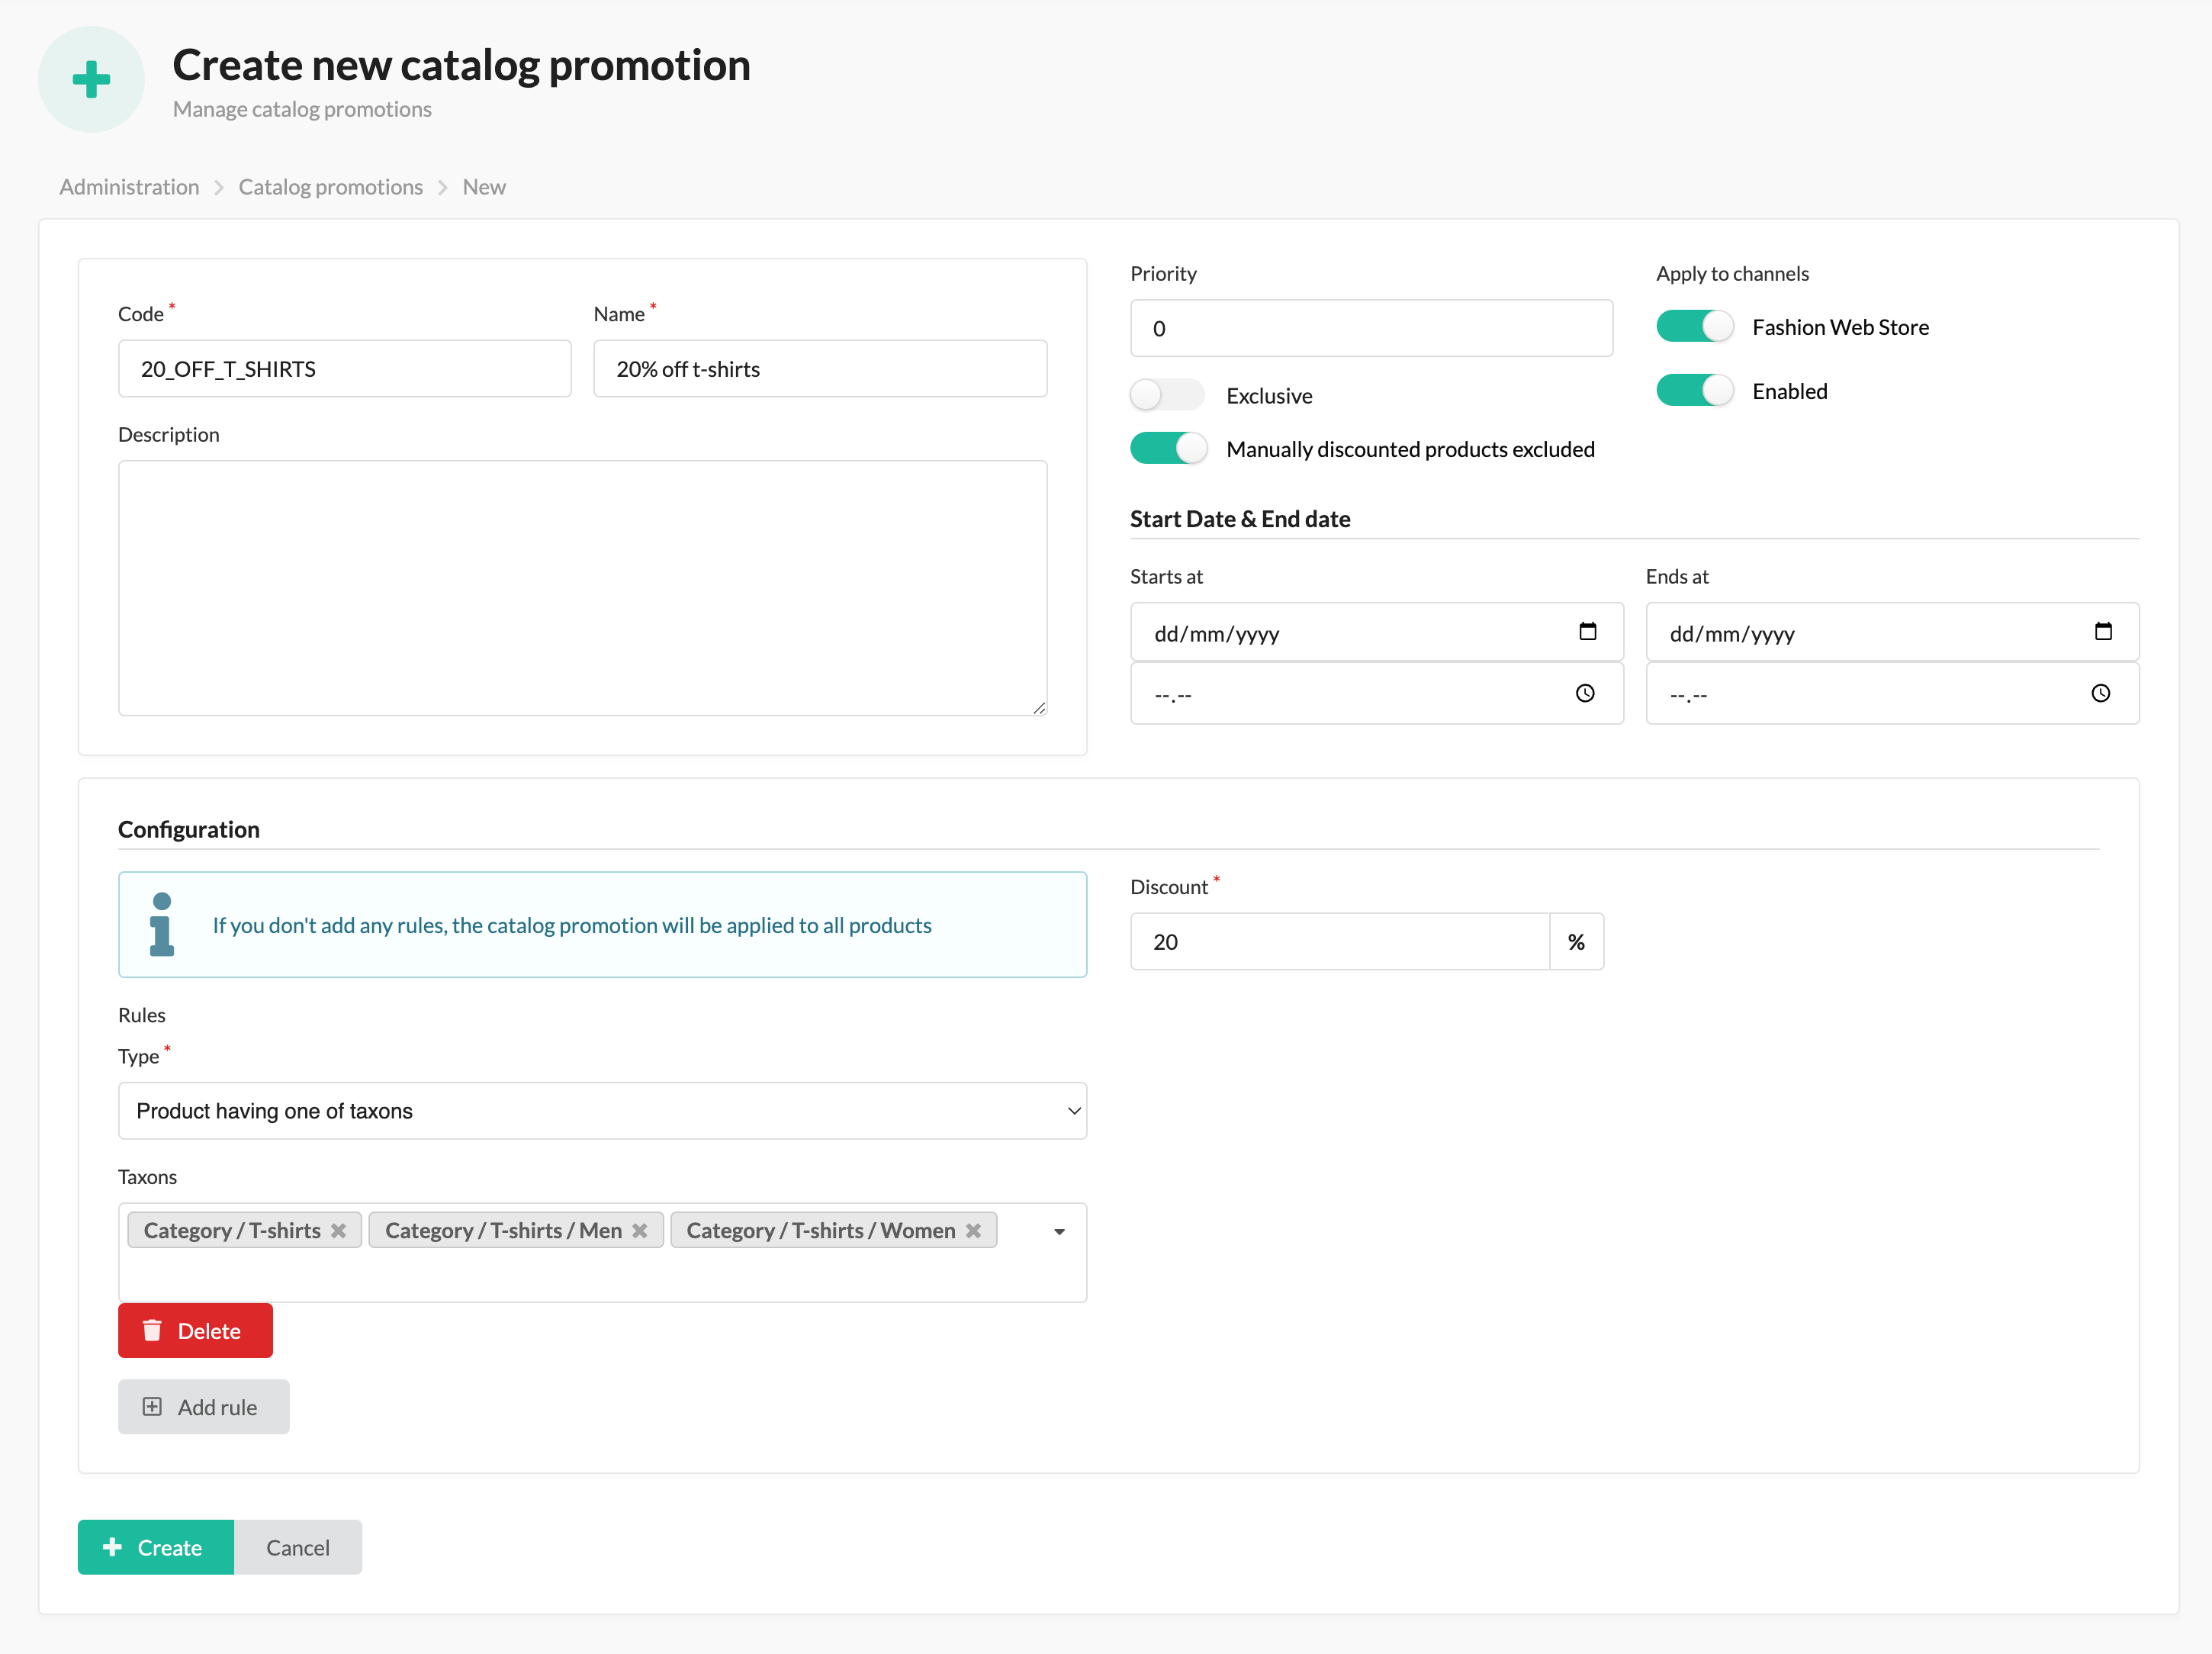 Create new catalog promotion
Manage catalog promotions
Administration > Catalog promotions > New
Code *
Name *
20_OFF_T_SHIRTS
20% off t-shirts
Description
Priority
0
Exclusive
Manually discounted products excluded
Apply to channels
Fashion Web Store
Enabled
Start Date & End date
Starts at
Ends at
dd/mm/yyyy
dd/mm/yyyy
--.--
--.--
Configuration
If you don't add any rules, the catalog promotion will be applied to all products
Discount *
20 %
Rules
Type *
Product having one of taxons
Taxons
Category / T-shirts Category / T-shirts / Men Category / T-shirts / Women
Delete
Add rule
Create Cancel